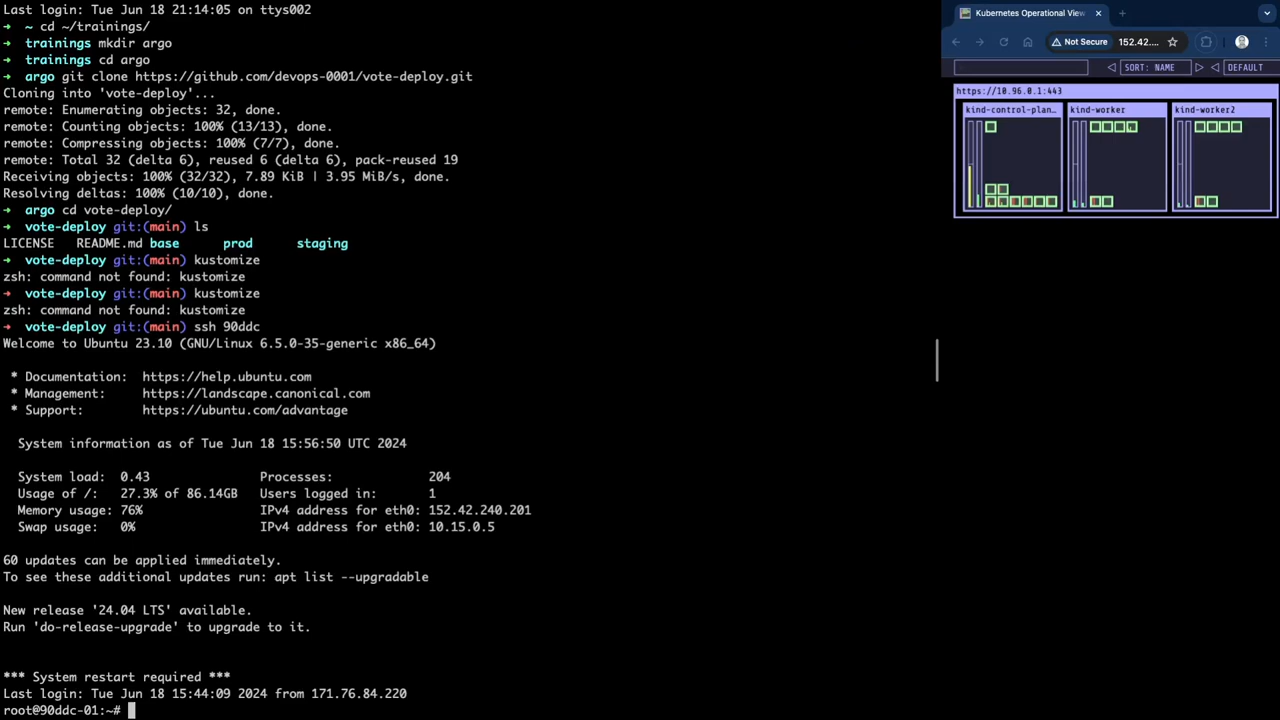 Last login: Tue Jun 18 21:14:05 on ttys002
➜ ~ cd ~/trainings/
➜ trainings mkdir argo
➜ trainings cd argo
➜ argo git clone https://github.com/devops-0001/vote-deploy.git
Cloning into 'vote-deploy'...
remote: Enumerating objects: 32, done.
remote: Counting objects: 100% (13/13), done.
remote: Compressing objects: 100% (7/7), done.
remote: Total 32 (delta 6), reused 6 (delta 6), pack-reused 19
Receiving objects: 100% (32/32), 7.89 KiB | 3.95 MiB/s, done.
Resolving deltas: 100% (10/10), done.
➜ argo cd vote-deploy/
➜ vote-deploy git:(main) ls
LICENSE README.md base prod staging
➜ vote-deploy git:(main) kustomize
zsh: command not found: kustomize
➜ vote-deploy git:(main) kustomize
zsh: command not found: kustomize
➜ vote-deploy git:(main) ssh 90ddc
Welcome to Ubuntu 23.10 (GNU/Linux 6.5.0-35-generic x86_64)
* Documentation: https://help.ubuntu.com
* Management: https://landscape.canonical.com
* Support: https://ubuntu.com/advantage
System information as of Tue Jun 18 15:56:50 UTC 2024
System load: 0.43 Processes: 204
Usage of /: 27.3% of 86.14GB Users logged in: 1
Memory usage: 76% IPv4 address for eth0: 152.42.240.201
Swap usage: 0% IPv4 address for eth0: 10.15.0.5
60 updates can be applied immediately.
To see these additional updates run: apt list --upgradable
New release '24.04 LTS' available.
Run 'do-release-upgrade' to upgrade to it.
*** System restart required ***
Last login: Tue Jun 18 15:44:09 2024 from 171.76.84.220
root@90ddc-01:~#
Kubernetes Operational View
Not Secure 152.42....
SORT: NAME DEFAULT
https://10.96.0.1:443
kind-control-plan... kind-worker kind-worker2